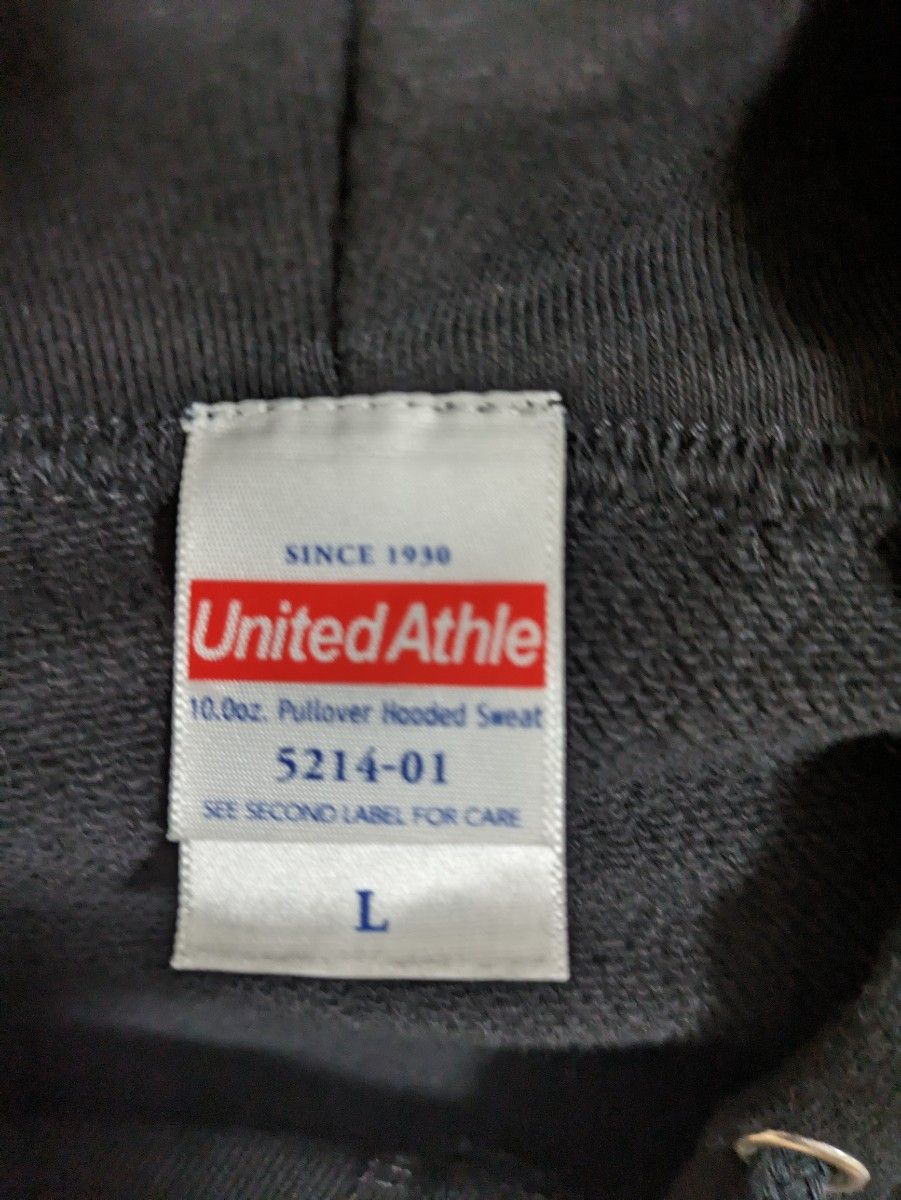 SINCE 1930
United Athle
10.0oz. Pullover Hooded Sweat
5214-01
SEE SECOND LABEL FOR CARE
L